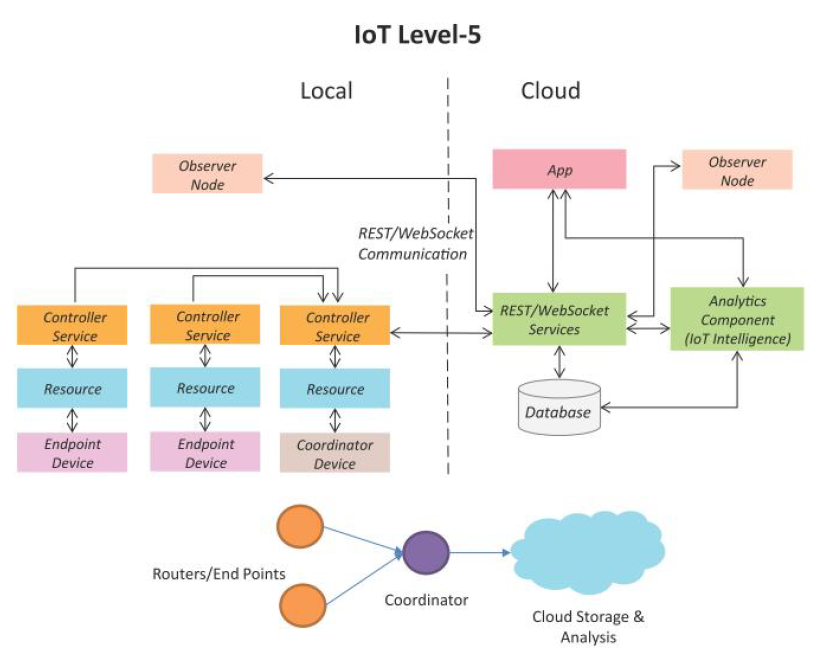 IoT Level-5
Local
Cloud
Observer
Node
App
Observer
Node
REST/WebSocket
Communication
Controller
Service
Controller
Service
Controller
Service
REST/WebSocket
Services
Analytics
Component
(IoT Intelligence)
Resource
Resource
Resource
Database
Endpoint
Device
Endpoint
Device
Coordinator
Device
Routers/End Points
Coordinator
Cloud Storage &
Analysis